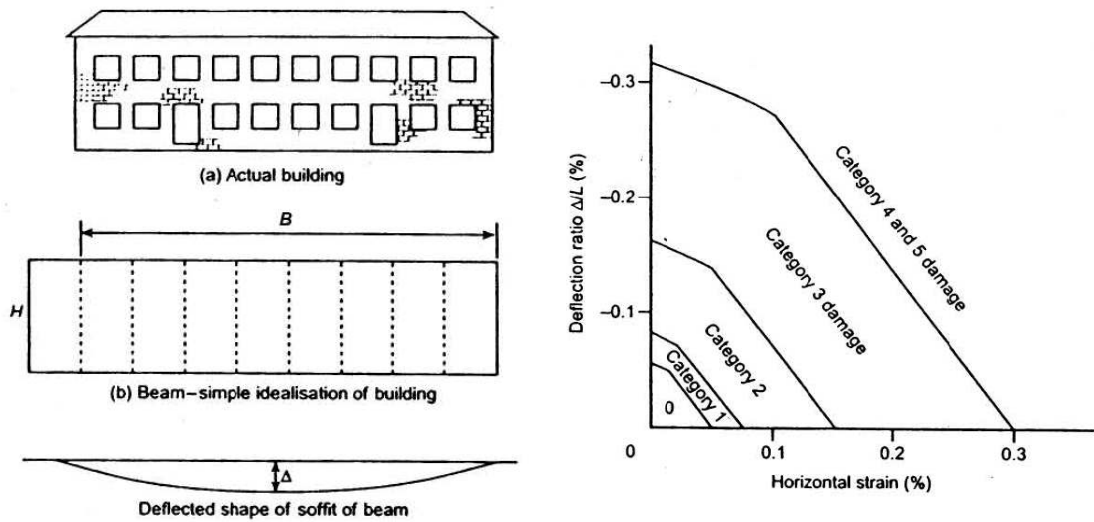 (a) Actual building
B
H
(b) Beam–simple idealisation of building
Δ
Deflected shape of soffit of beam
Deflection ratio Δ/L (%)
–0.3
–0.2
–0.1
0
Category 1
Category 2
Category 3 damage
Category 4 and 5 damage
0
0.1
0.2
0.3
Horizontal strain (%)